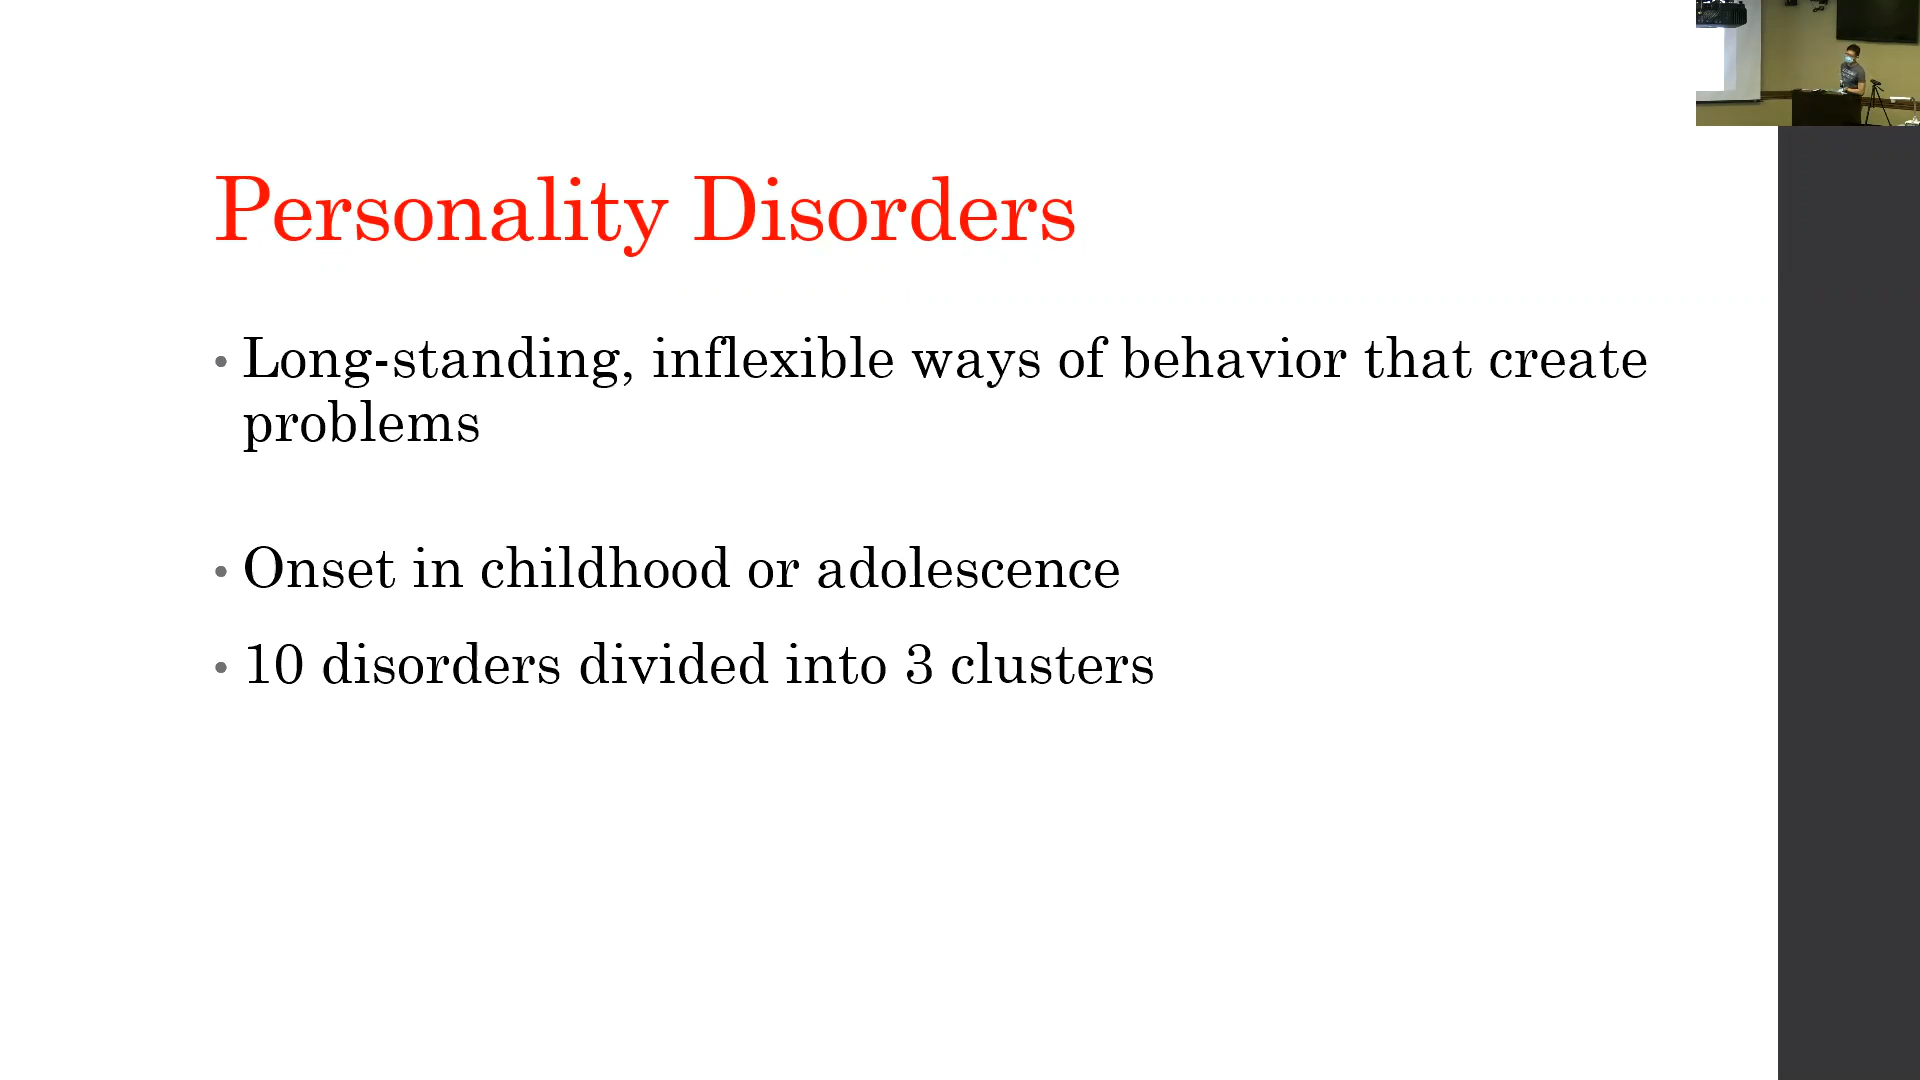 Personality Disorders
• Long-standing, inflexible ways of behavior that create
problems
• Onset in childhood or adolescence
• 10 disorders divided into 3 clusters